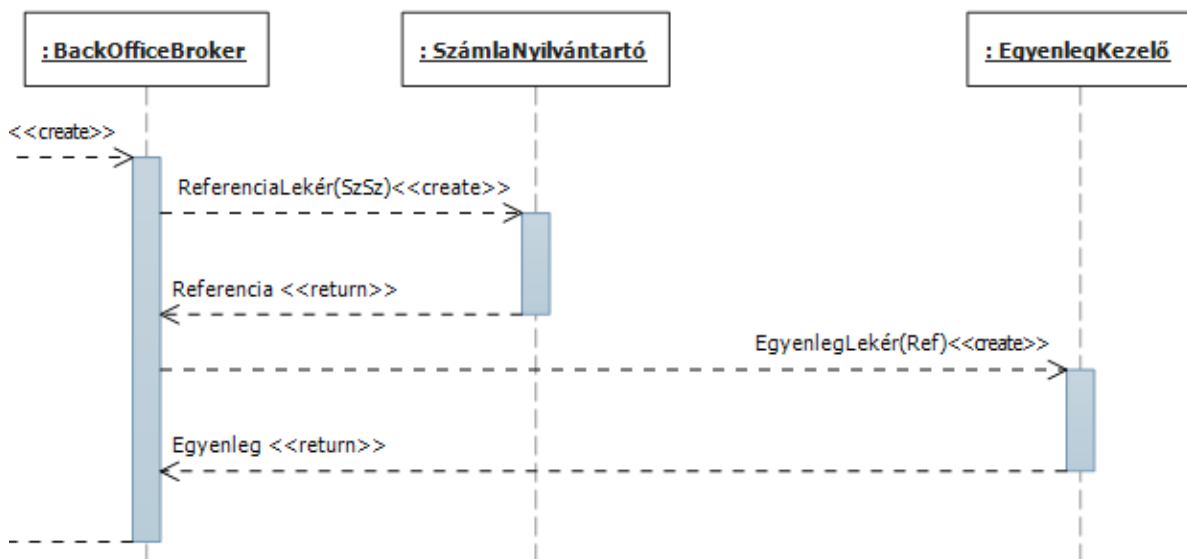 : BackOfficeBroker
: SzámlaNyilvántartó
: EgyenlegKezelő
<<create>>
ReferenciaLekér(SzSz)<<create>>
Referencia <<return>>
EgyenlegLekér(Ref)<<create>>
Egyenleg <<return>>